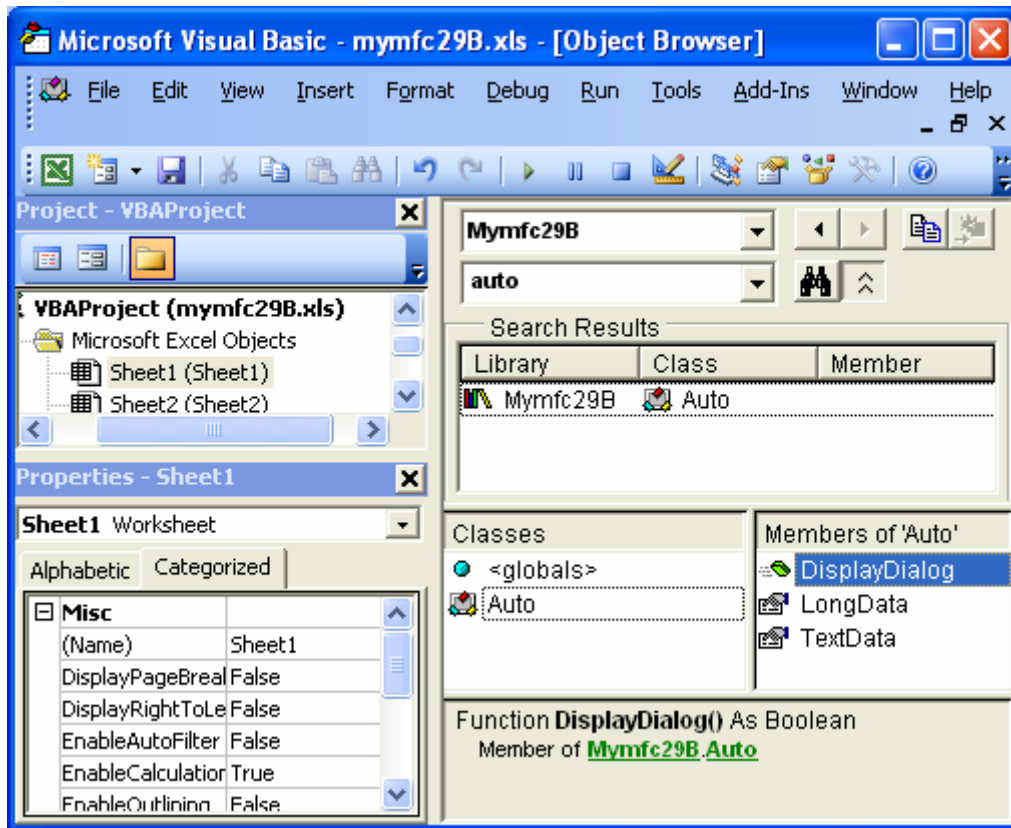 Microsoft Visual Basic - mymfc29B.xls - [Object Browser]
File Edit View Insert Format Debug Run Tools Add-Ins Window Help
Project - VBAProject
VBAProject (mymfc29B.xls)
Microsoft Excel Objects
Sheet1 (Sheet1)
Sheet2 (Sheet2)
Properties - Sheet1
Sheet1 Worksheet
Alphabetic Categorized
Misc
(Name) Sheet1
DisplayPageBreal False
DisplayRightToLe False
EnableAutoFilter False
EnableCalculation True
EnableOutlining False
Mymfc29B
auto
Search Results
Library Class Member
Mymfc29B Auto
Classes
<globals>
Auto
Members of 'Auto'
DisplayDialog
LongData
TextData
Function DisplayDialog() As Boolean
Member of Mymfc29B.Auto